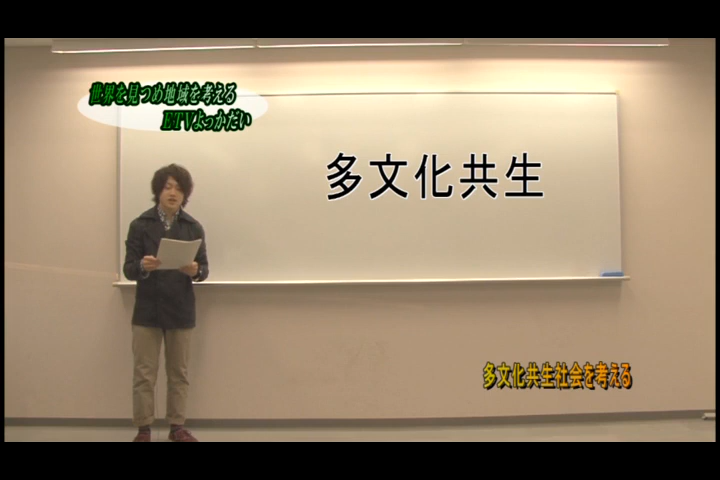 世界を見つめ地域を考える
ETVよっかだい
多文化共生
多文化共生社会を考える